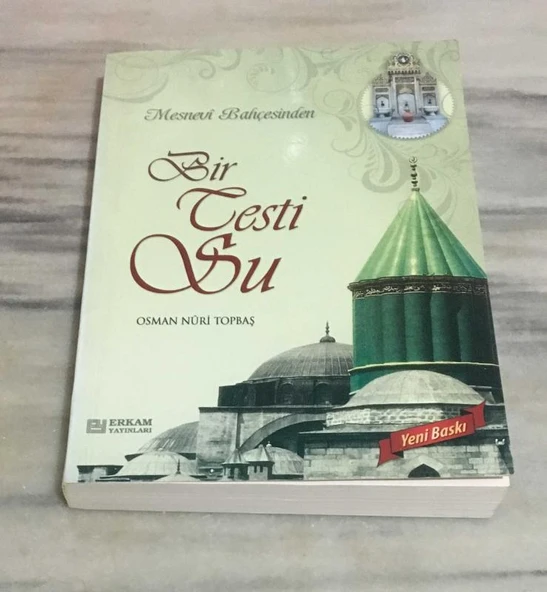 Mesnevî Bahçesinden
Bir
Testi
Su
OSMAN NÛRİ TOPBAŞ
ERKAM
YAYINLARI
Yeni Baskı